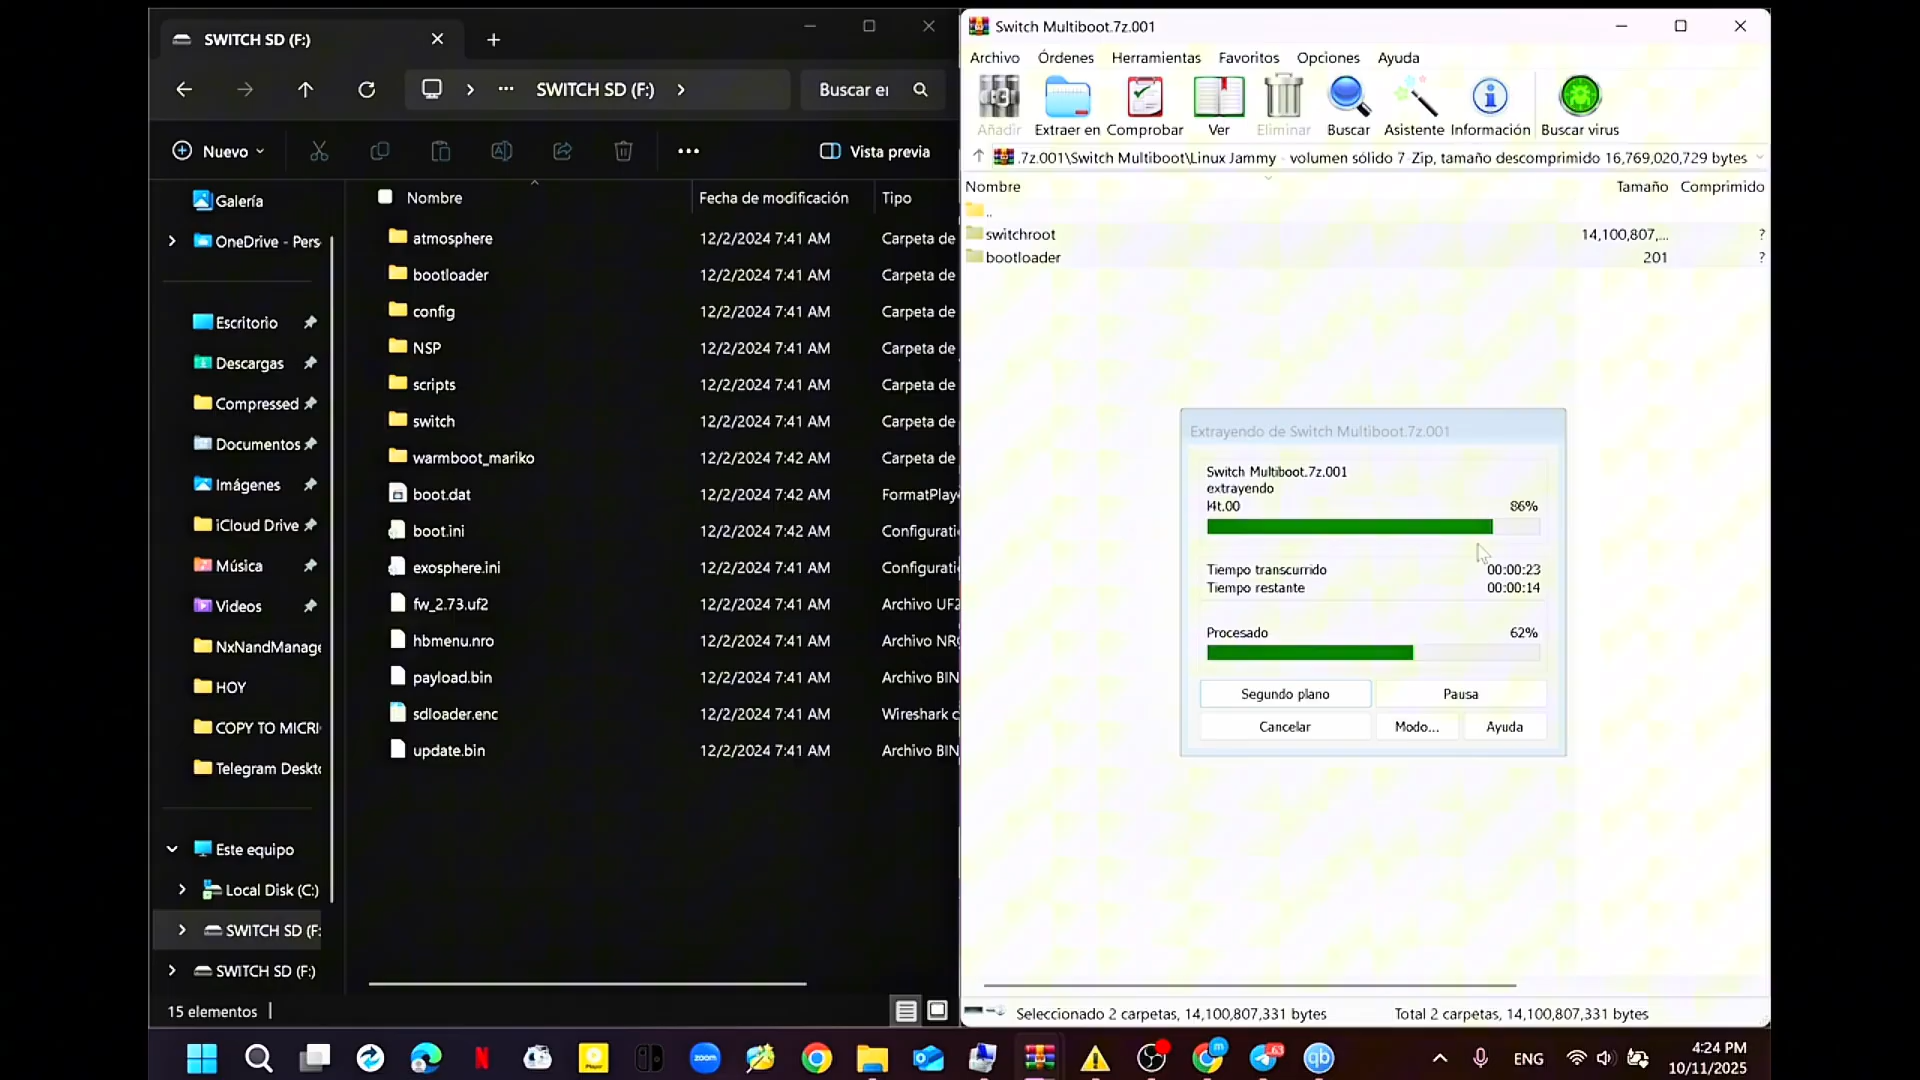 SWITCH SD (F:)
SWITCH SD (F:)
Buscar
Nuevo
Vista previa
Nombre
Fecha de modificación
Tipo
Galería
OneDrive - Pers
Escritorio
Descargas
Compressed
Documentos
Imágenes
iCloud Drive
Música
Videos
NxNandManage
HOY
COPY TO MICRI
Telegram Deskt
Este equipo
Local Disk (C:)
SWITCH SD (F:
SWITCH SD (F:)
atmosphere 12/2/2024 7:41 AM Carpeta de
bootloader 12/2/2024 7:41 AM Carpeta de
config 12/2/2024 7:41 AM Carpeta de
NSP 12/2/2024 7:41 AM Carpeta de
scripts 12/2/2024 7:41 AM Carpeta de
switch 12/2/2024 7:41 AM Carpeta de
warmboot_mariko 12/2/2024 7:42 AM Carpeta de
boot.dat 12/2/2024 7:42 AM FormatPlay
boot.ini 12/2/2024 7:42 AM Configurati
exosphere.ini 12/2/2024 7:41 AM Configurati
fw_2.73.uf2 12/2/2024 7:41 AM Archivo UF2
hbmenu.nro 12/2/2024 7:41 AM Archivo NR
payload.bin 12/2/2024 7:41 AM Archivo BIN
sdloader.enc 12/2/2024 7:41 AM Wireshark c
update.bin 12/2/2024 7:41 AM Archivo BIN
15 elementos
Switch Multiboot.7z.001
Archivo Órdenes Herramientas Favoritos Opciones Ayuda
Añadir Extraer en Comprobar Ver Eliminar Buscar Asistente Información Buscar virus
.7z.001\Switch Multiboot\Linux Jammy - volumen sólido 7-Zip, tamaño descomprimido 16,769,020,729 bytes
Nombre Tamaño Comprimido
..
switchroot 14,100,807,... ?
bootloader 201 ?
Extrayendo de Switch Multiboot.7z.001
Switch Multiboot.7z.001
extrayendo
l4t.00 86%
Tiempo transcurrido 00:00:23
Tiempo restante 00:00:14
Procesado 62%
Segundo plano Pausa
Cancelar Modo... Ayuda
Seleccionado 2 carpetas, 14,100,807,331 bytes
Total 2 carpetas, 14,100,807,331 bytes
zoom
Player
m
63
qb
ENG
4:24 PM
10/11/2025